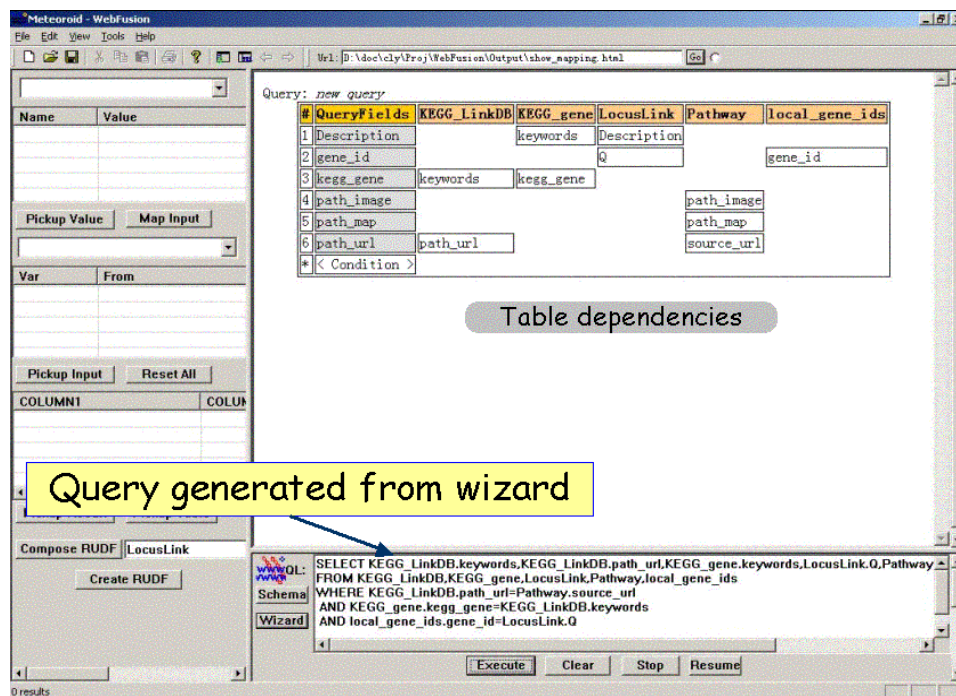 Meteoroid - WebFusion
File Edit View Tools Help
Url: D:\doc\cly\Proj\WebFusion\Output\show_mapping.html Go
Name Value
Pickup Value Map Input
Var From
Pickup Input Reset All
COLUMN1 COLUM
Compose RUDF LocusLink
Create RUDF
Query: new query
# QueryFields KEGG_LinkDB KEGG_gene LocusLink Pathway local_gene_ids
1 Description keywords Description
2 gene_id Q gene_id
3 kegg_gene keywords kegg_gene
4 path_image path_image
5 path_map path_map
6 path_url path_url source_url
* < Condition >
Table dependencies
Query generated from wizard
WWWQL:
Schema
Wizard
SELECT KEGG_LinkDB.keywords,KEGG_LinkDB.path_url,KEGG_gene.keywords,LocusLink.Q,Pathway
FROM KEGG_LinkDB,KEGG_gene,LocusLink,Pathway,local_gene_ids
WHERE KEGG_LinkDB.path_url=Pathway.source_url
AND KEGG_gene.kegg_gene=KEGG_LinkDB.keywords
AND local_gene_ids.gene_id=LocusLink.Q
Execute Clear Stop Resume
0 results